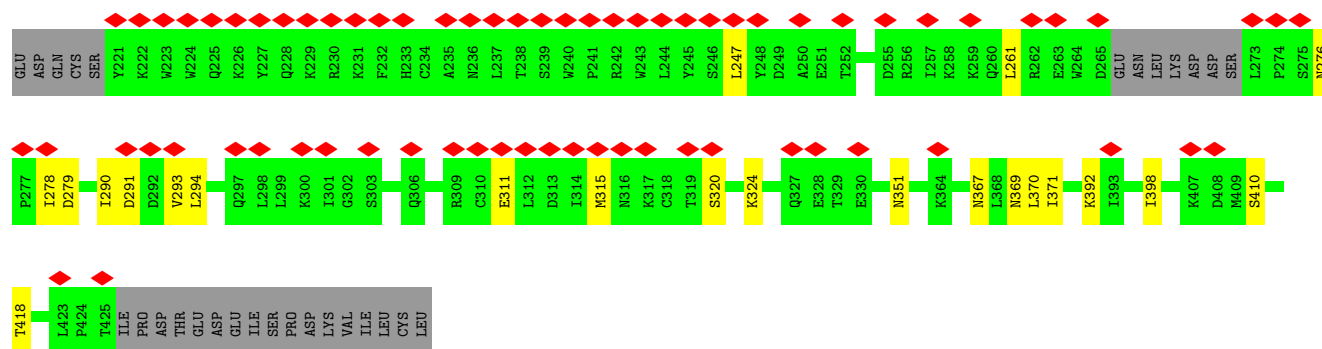 GLU ASP GLN CYS SER Y221 K222 W223 W224 Q225 K226 Y227 Q228 K229 R230 K231 F232 H233 C234 A235 N236 L237 T238 S239 W240 P241 R242 W243 L244 Y245 S246 L247 Y248 D249 A250 E251 T252 D255 R256 I257 K258 K259 Q260 L261 R262 E263 W264 D265 GLU ASN LEU LYS ASP ASP SER L273 P274 S275 N276
P277 I278 D279 I290 D291 D292 V293 L294 Q297 L298 L299 K300 I301 G302 S303 Q306 R309 C310 E311 L312 D313 I314 M315 N316 K317 C318 T319 S320 K324 Q327 E328 T329 E330 N351 K364 N367 L368 N369 L370 I371 K392 I393 I398 K407 D408 M409 S410
T418 L423 P424 T425 ILE PRO ASP THR GLU ASP GLU ILE SER PRO ASP LYS VAL ILE LEU CYS LEU